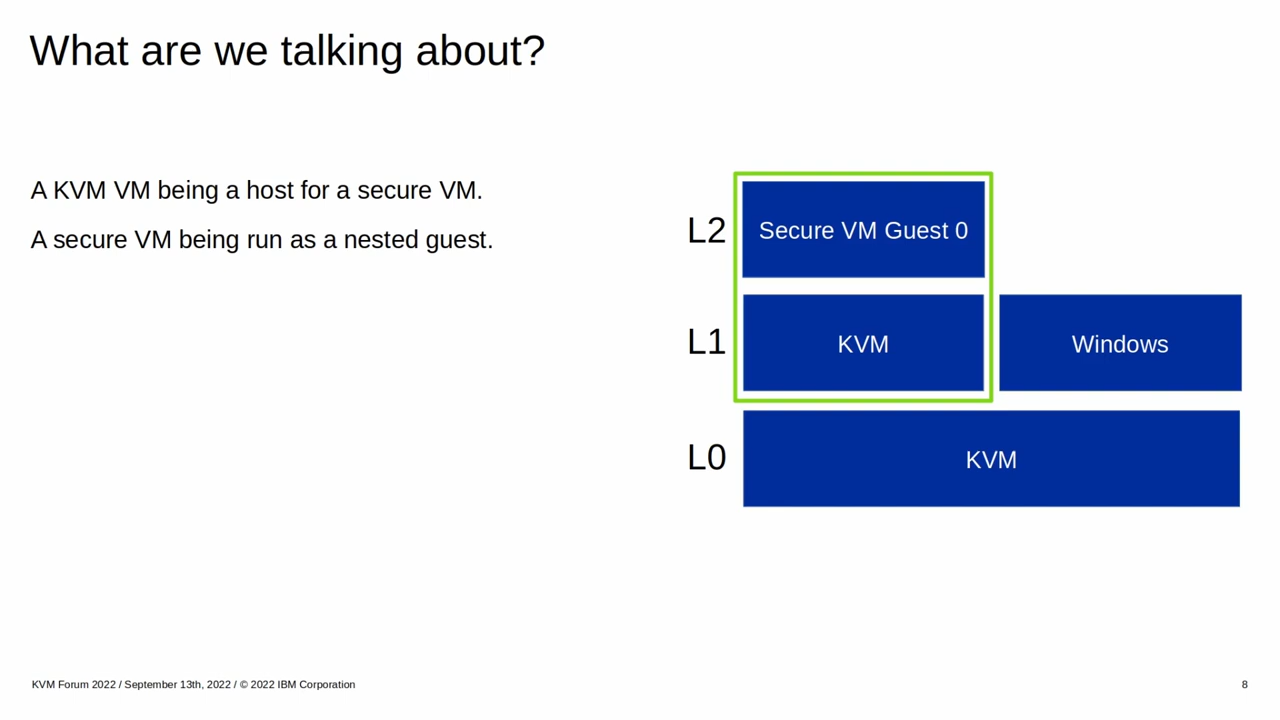 What are we talking about?
A KVM VM being a host for a secure VM.
A secure VM being run as a nested guest.
L2
Secure VM Guest 0
L1
KVM
Windows
L0
KVM
KVM Forum 2022 / September 13th, 2022 / © 2022 IBM Corporation
8